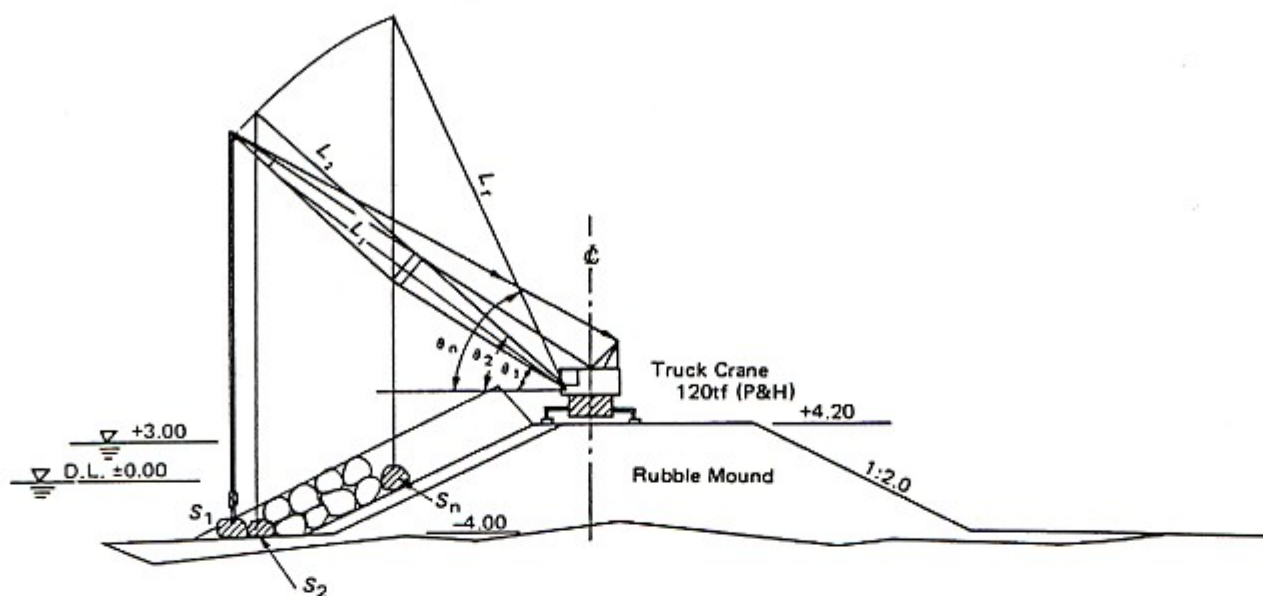 L₂
L₁
Lᵣ
℄
θn
θ₂
θ₁
Truck Crane
120tf (P&H)
+4.20
+3.00
D.L. ±0.00
Rubble Mound
1:2.0
S₁
Sn
−4.00
S₂